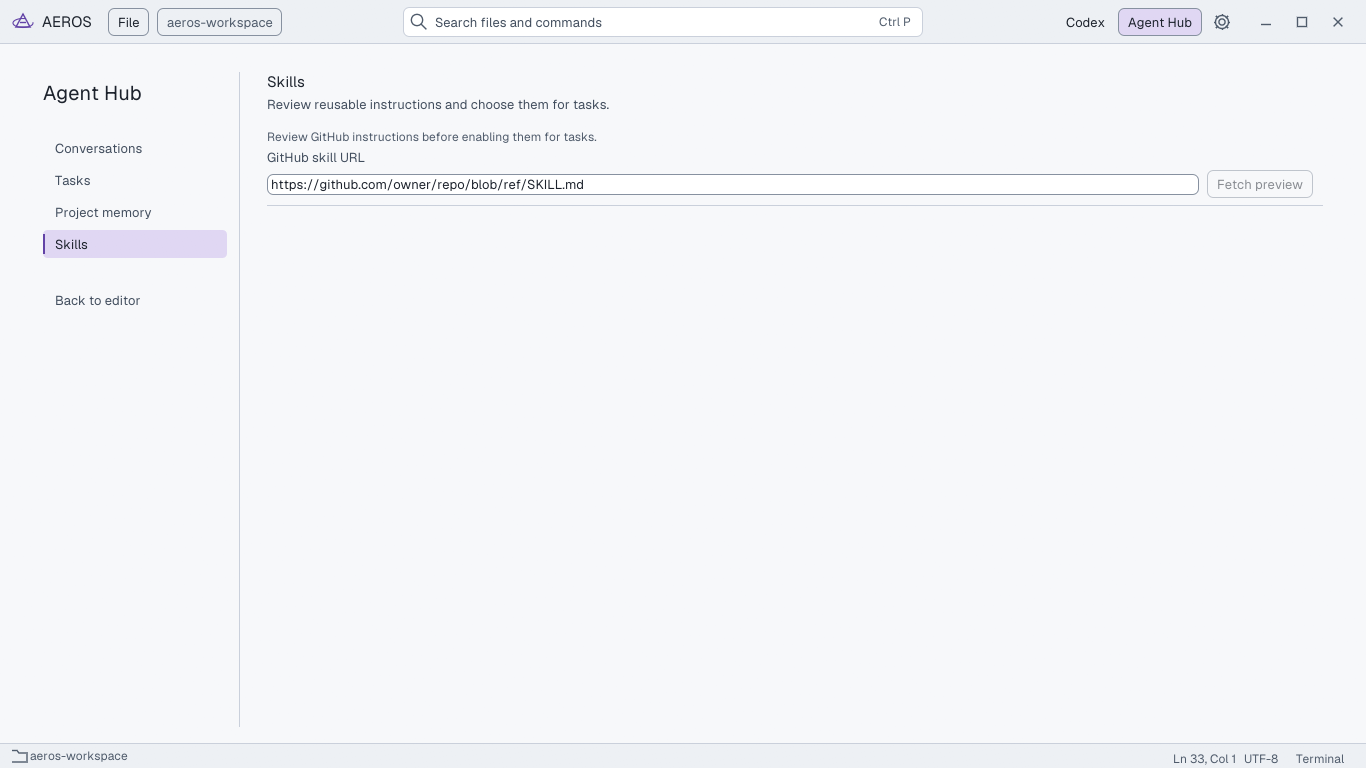 AEROS
File
aeros-workspace
Search files and commands
Ctrl P
Codex
Agent Hub
Agent Hub
Conversations
Tasks
Project memory
Skills
Back to editor
Skills
Review reusable instructions and choose them for tasks.
Review GitHub instructions before enabling them for tasks.
GitHub skill URL
https://github.com/owner/repo/blob/ref/SKILL.md
Fetch preview
aeros-workspace
Ln 33, Col 1
UTF-8
Terminal